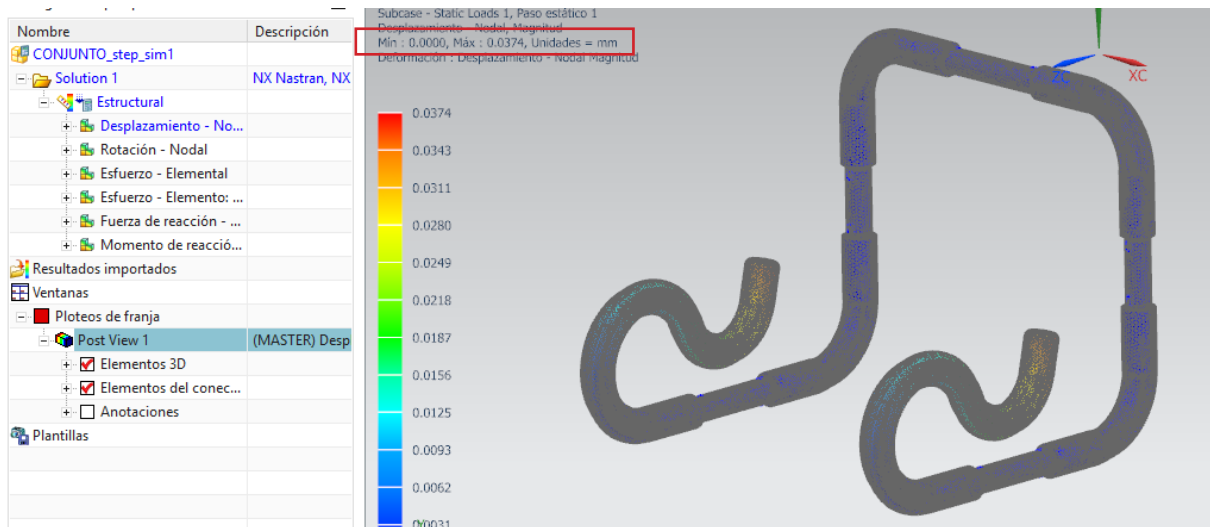 Nombre Descripción
CONJUNTO_step_sim1
Solution 1 NX Nastran, NX
Estructural
Desplazamiento - No...
Rotación - Nodal
Esfuerzo - Elemental
Esfuerzo - Elemento: ...
Fuerza de reacción - ...
Momento de reacció...
Resultados importados
Ventanas
Ploteos de franja
Post View 1 (MASTER) Desp
Elementos 3D
Elementos del conec...
Anotaciones
Plantillas
Subcase - Static Loads 1, Paso estático 1
Desplazamiento - Nodal, Magnitud
Mín : 0.0000, Máx : 0.0374, Unidades = mm
Deformación : Desplazamiento - Nodal Magnitud
0.0374
0.0343
0.0311
0.0280
0.0249
0.0218
0.0187
0.0156
0.0125
0.0093
0.0062
ZC
XC